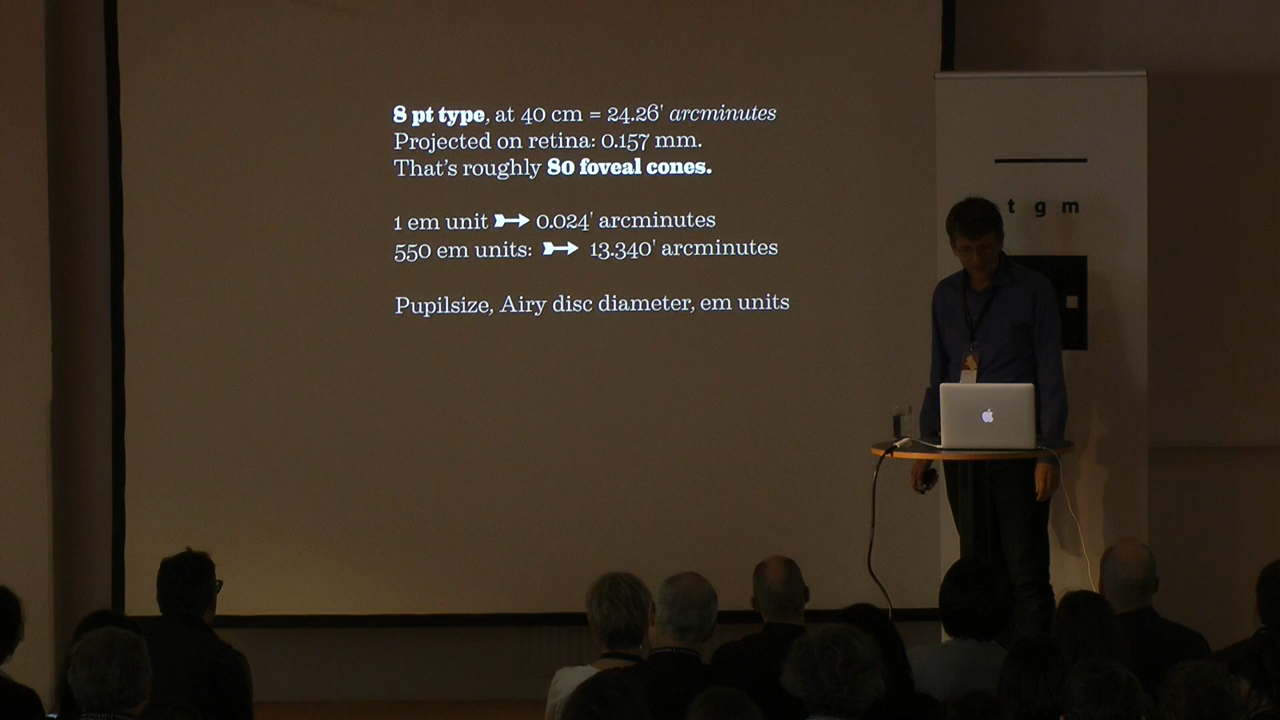 8 pt type, at 40 cm = 24.26' arcminutes
Projected on retina: 0.157 mm.
That's roughly 80 foveal cones.
1 em unit ➳ 0.024' arcminutes
550 em units: ➳ 13.340' arcminutes
Pupilsize, Airy disc diameter, em units
t g m